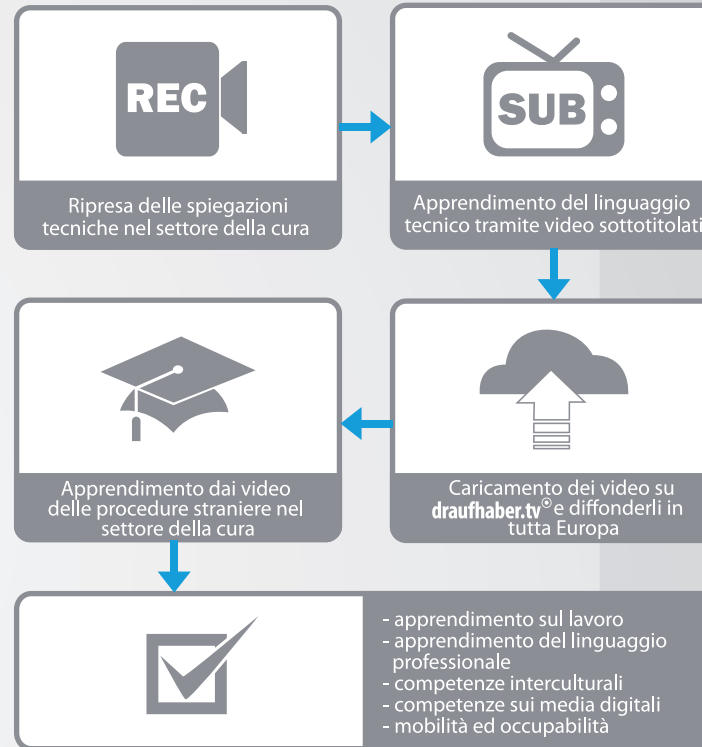 REC
Ripresa delle spiegazioni
tecniche nel settore della cura
SUB
Apprendimento del linguaggio
tecnico tramite video sottotitolati
Caricamento dei video su
draufhaber.tv® e diffonderli in
tutta Europa
Apprendimento dai video
delle procedure straniere nel
settore della cura
- apprendimento sul lavoro
- apprendimento del linguaggio
professionale
- competenze interculturali
- competenze sui media digitali
- mobilità ed occupabilità